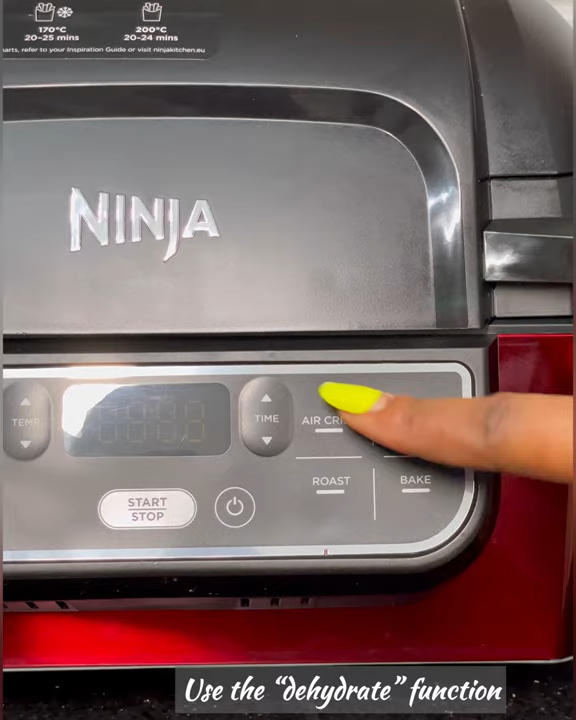 170°C 200°C
20-25 mins 20-24 mins
arts, refer to your Inspiration Guide or visit ninjakitchen.eu
NINJA
TEMP
TIME
AIR CRI
ROAST
BAKE
START
STOP
Use the “dehydrate” function